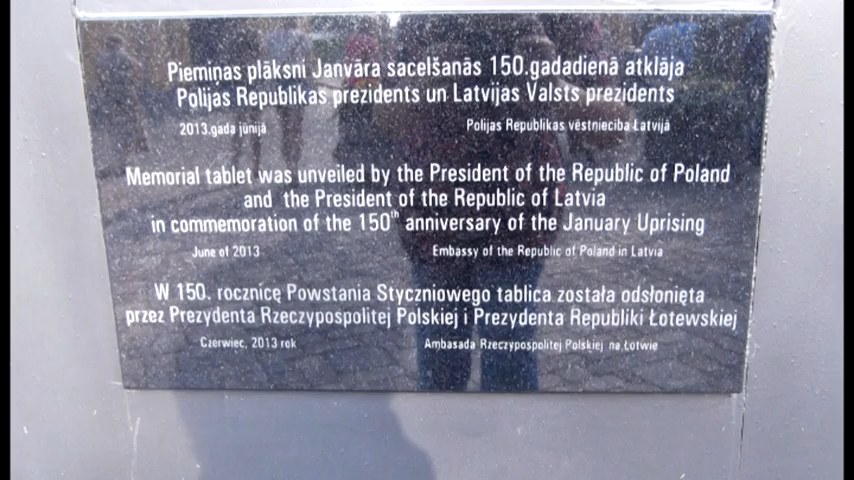 Piemiņas plāksni Janvāra sacelšanās 150.gadadienā atklāja
Polijas Republikas prezidents un Latvijas Valsts prezidents
2013.gada jūnijā Polijas Republikas vēstniecība Latvijā
Memorial tablet was unveiled by the President of the Republic of Poland
and the President of the Republic of Latvia
in commemoration of the 150th anniversary of the January Uprising
June of 2013 Embassy of the Republic of Poland in Latvia
W 150. rocznicę Powstania Styczniowego tablica została odsłonięta
przez Prezydenta Rzeczypospolitej Polskiej i Prezydenta Republiki Łotewskiej
Czerwiec, 2013 rok Ambasada Rzeczypospolitej Polskiej na Łotwie